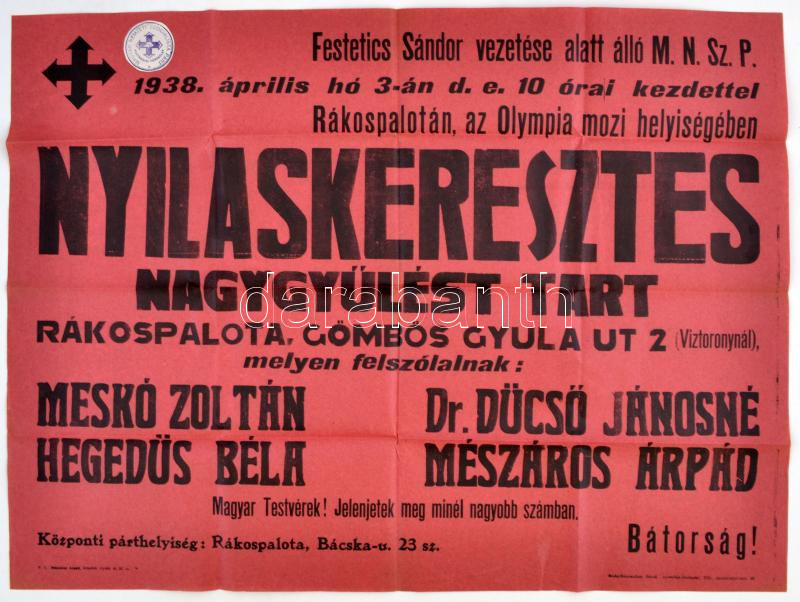 Festetics Sándor vezetése alatt álló M. N. Sz. P.
1938. április hó 3-án d. e. 10 órai kezdettel
Rákospalotán, az Olympia mozi helyiségében
NYILASKERESZTES
NAGYGYŰLÉST TART
darabanth
RÁKOSPALOTA, GÖMBÖS GYULA UT 2 (Viztoronynál),
melyen felszólalnak:
MESKÓ ZOLTÁN Dr. DÜCSŐ JÁNOSNÉ
HEGEDÜS BÉLA MÉSZÁROS ÁRPÁD
Magyar Testvérek! Jelenjetek meg minél nagyobb számban.
Központi párthelyiség: Rákospalota, Bácska-u. 23 sz. Bátorság!